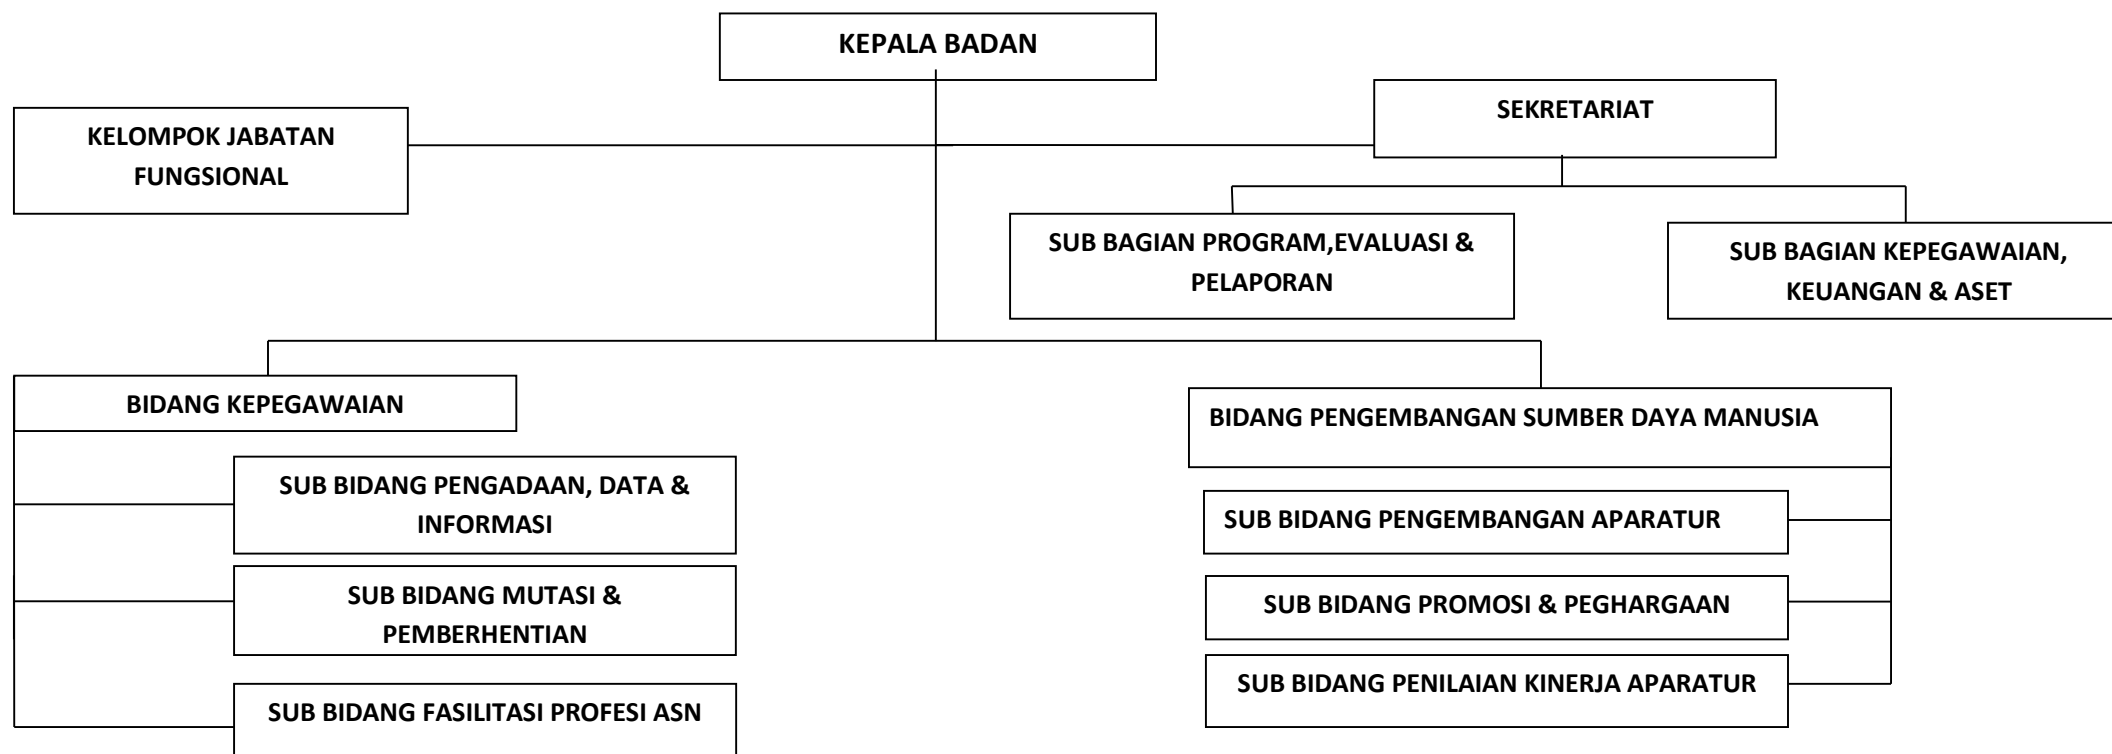 KEPALA BADAN
SEKRETARIAT
KELOMPOK JABATAN
FUNGSIONAL
SUB BAGIAN PROGRAM,EVALUASI &
PELAPORAN
SUB BAGIAN KEPEGAWAIAN,
KEUANGAN & ASET
BIDANG KEPEGAWAIAN
SUB BIDANG PENGADAAN, DATA &
INFORMASI
SUB BIDANG MUTASI &
PEMBERHENTIAN
SUB BIDANG FASILITASI PROFESI ASN
BIDANG PENGEMBANGAN SUMBER DAYA MANUSIA
SUB BIDANG PENGEMBANGAN APARATUR
SUB BIDANG PROMOSI & PEGHARGAAN
SUB BIDANG PENILAIAN KINERJA APARATUR